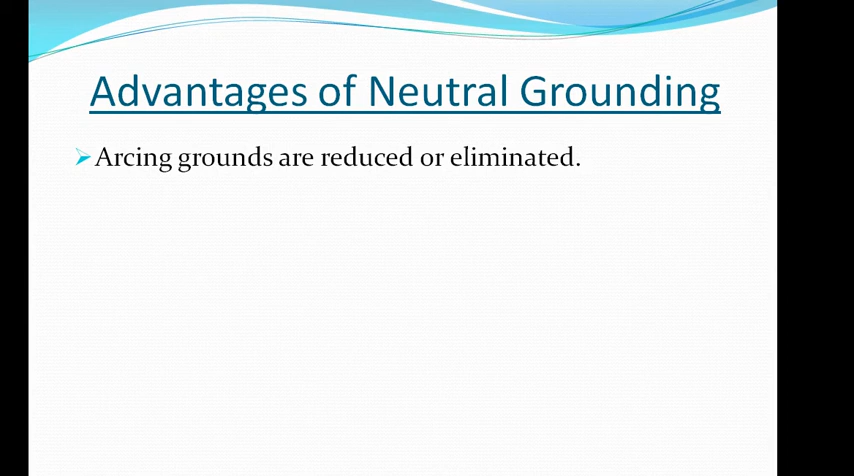 Advantages of Neutral Grounding
Arcing grounds are reduced or eliminated.